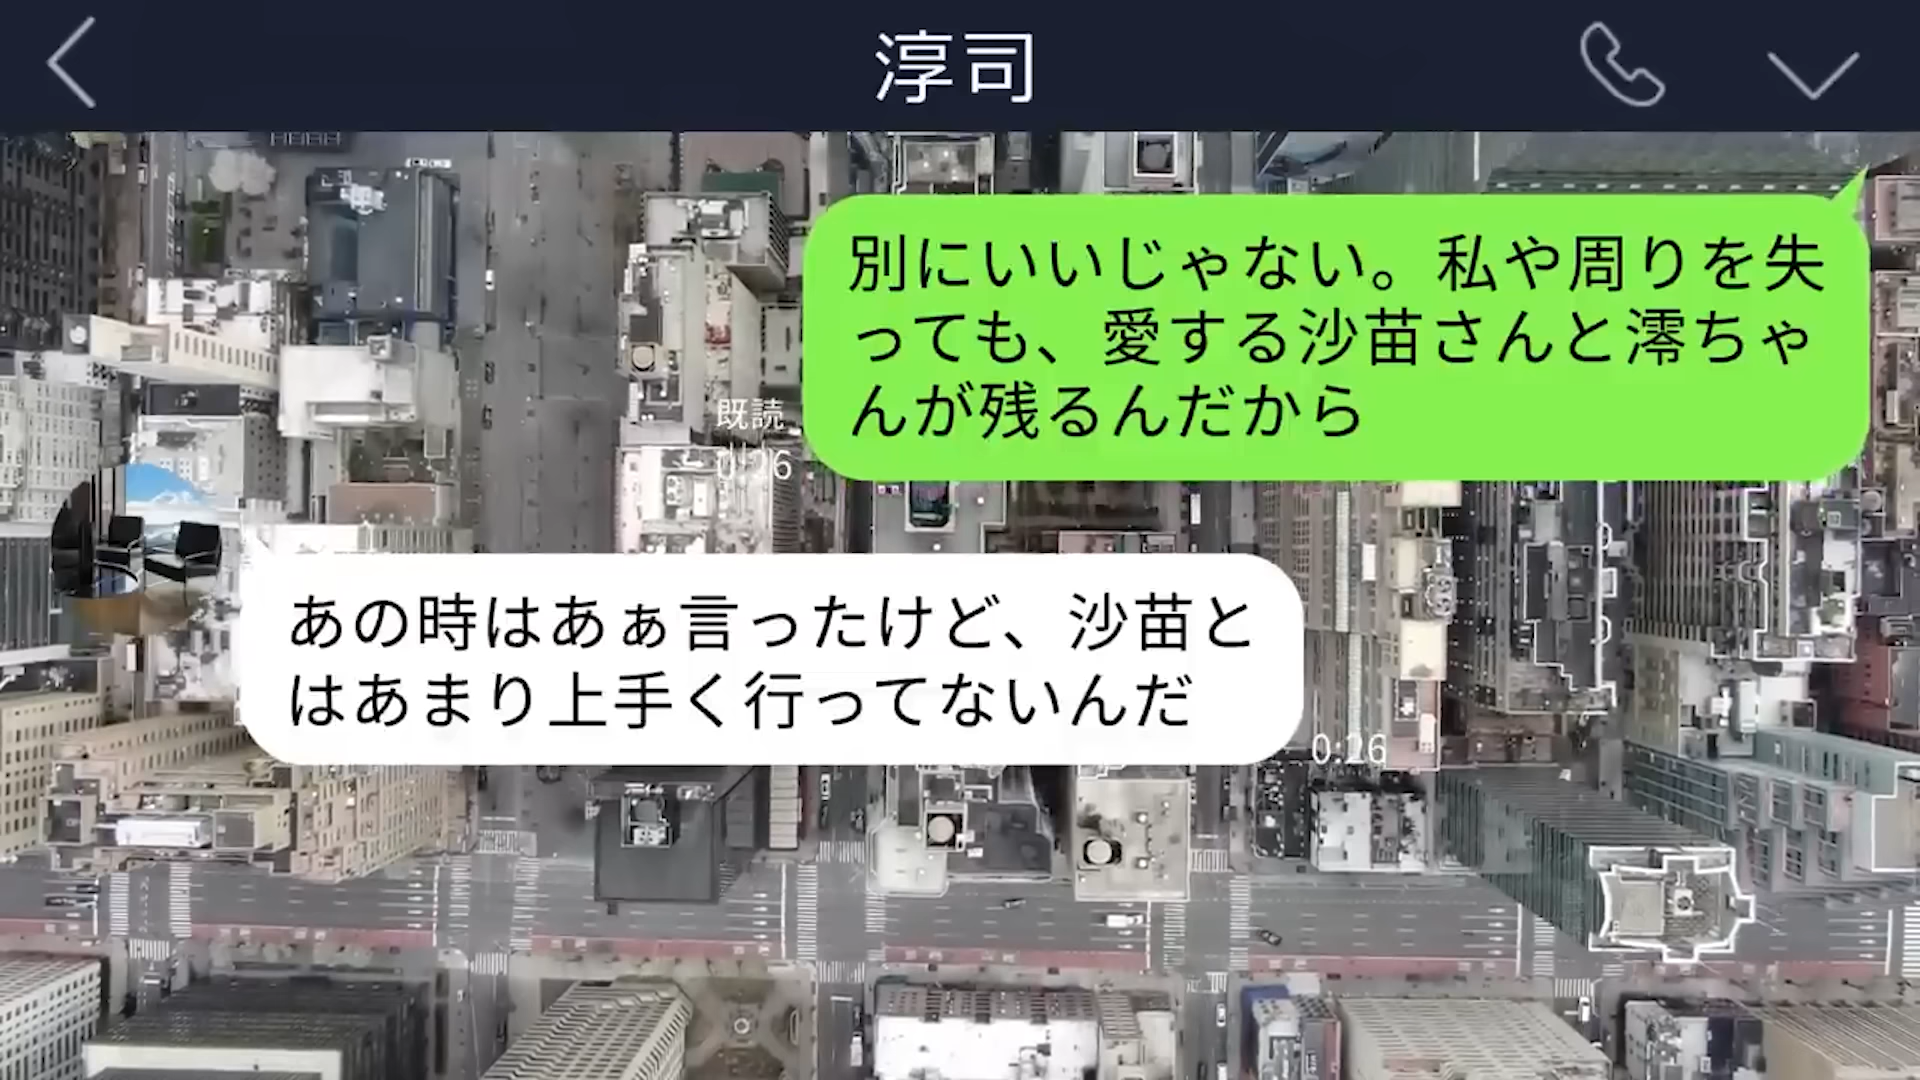 淳司
別にいいじゃない。私や周りを失
っても、愛する沙苗さんと澪ちゃ
んが残るんだから
既読
0:26
あの時はあぁ言ったけど、沙苗と
はあまり上手く行ってないんだ
0:26